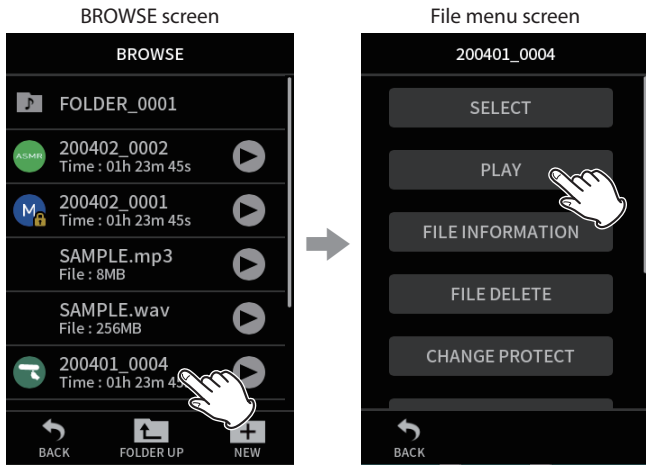 BROWSE screen
File menu screen
BROWSE
FOLDER_0001
ASMR
200402_0002
Time : 01h 23m 45s
M
200402_0001
Time : 01h 23m 45s
SAMPLE.mp3
File : 8MB
SAMPLE.wav
File : 256MB
200401_0004
Time : 01h 23m 45
BACK
FOLDER UP
NEW
200401_0004
SELECT
PLAY
FILE INFORMATION
FILE DELETE
CHANGE PROTECT
BACK